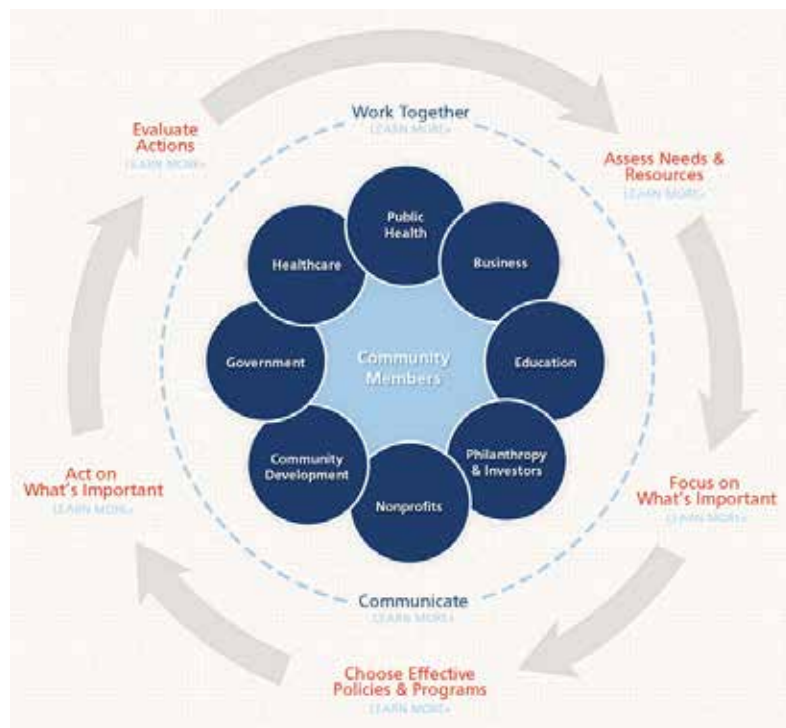 Work Together
LEARN MORE»
Evaluate
Actions
LEARN MORE»
Assess Needs &
Resources
LEARN MORE»
Public
Health
Healthcare
Business
Government
Community
Members
Education
Community
Development
Philanthropy
& Investors
Nonprofits
Act on
What's Important
LEARN MORE»
Focus on
What's Important
LEARN MORE»
Communicate
LEARN MORE»
Choose Effective
Policies & Programs
LEARN MORE»